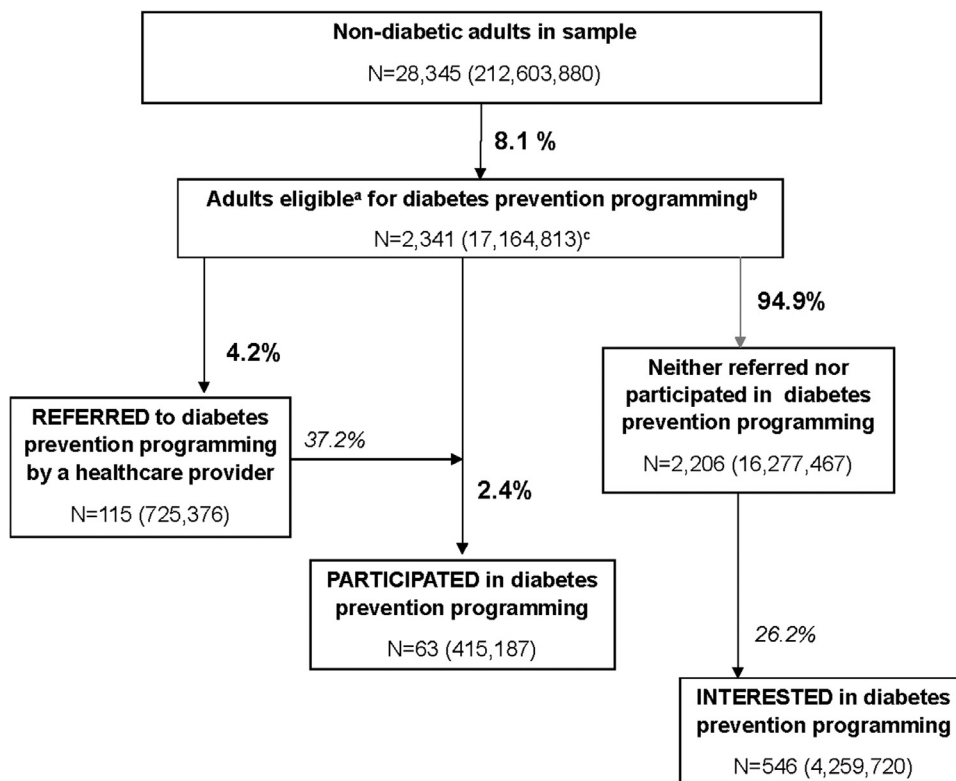 Non-diabetic adults in sample
N=28,345 (212,603,880)
8.1 %
Adults eligibleᵃ for diabetes prevention programmingᵇ
N=2,341 (17,164,813)ᶜ
94.9%
4.2%
Neither referred nor
participated in diabetes
prevention programming
N=2,206 (16,277,467)
REFERRED to diabetes
prevention programming
by a healthcare provider
N=115 (725,376)
37.2%
2.4%
PARTICIPATED in diabetes
prevention programming
N=63 (415,187)
26.2%
INTERESTED in diabetes
prevention programming
N=546 (4,259,720)